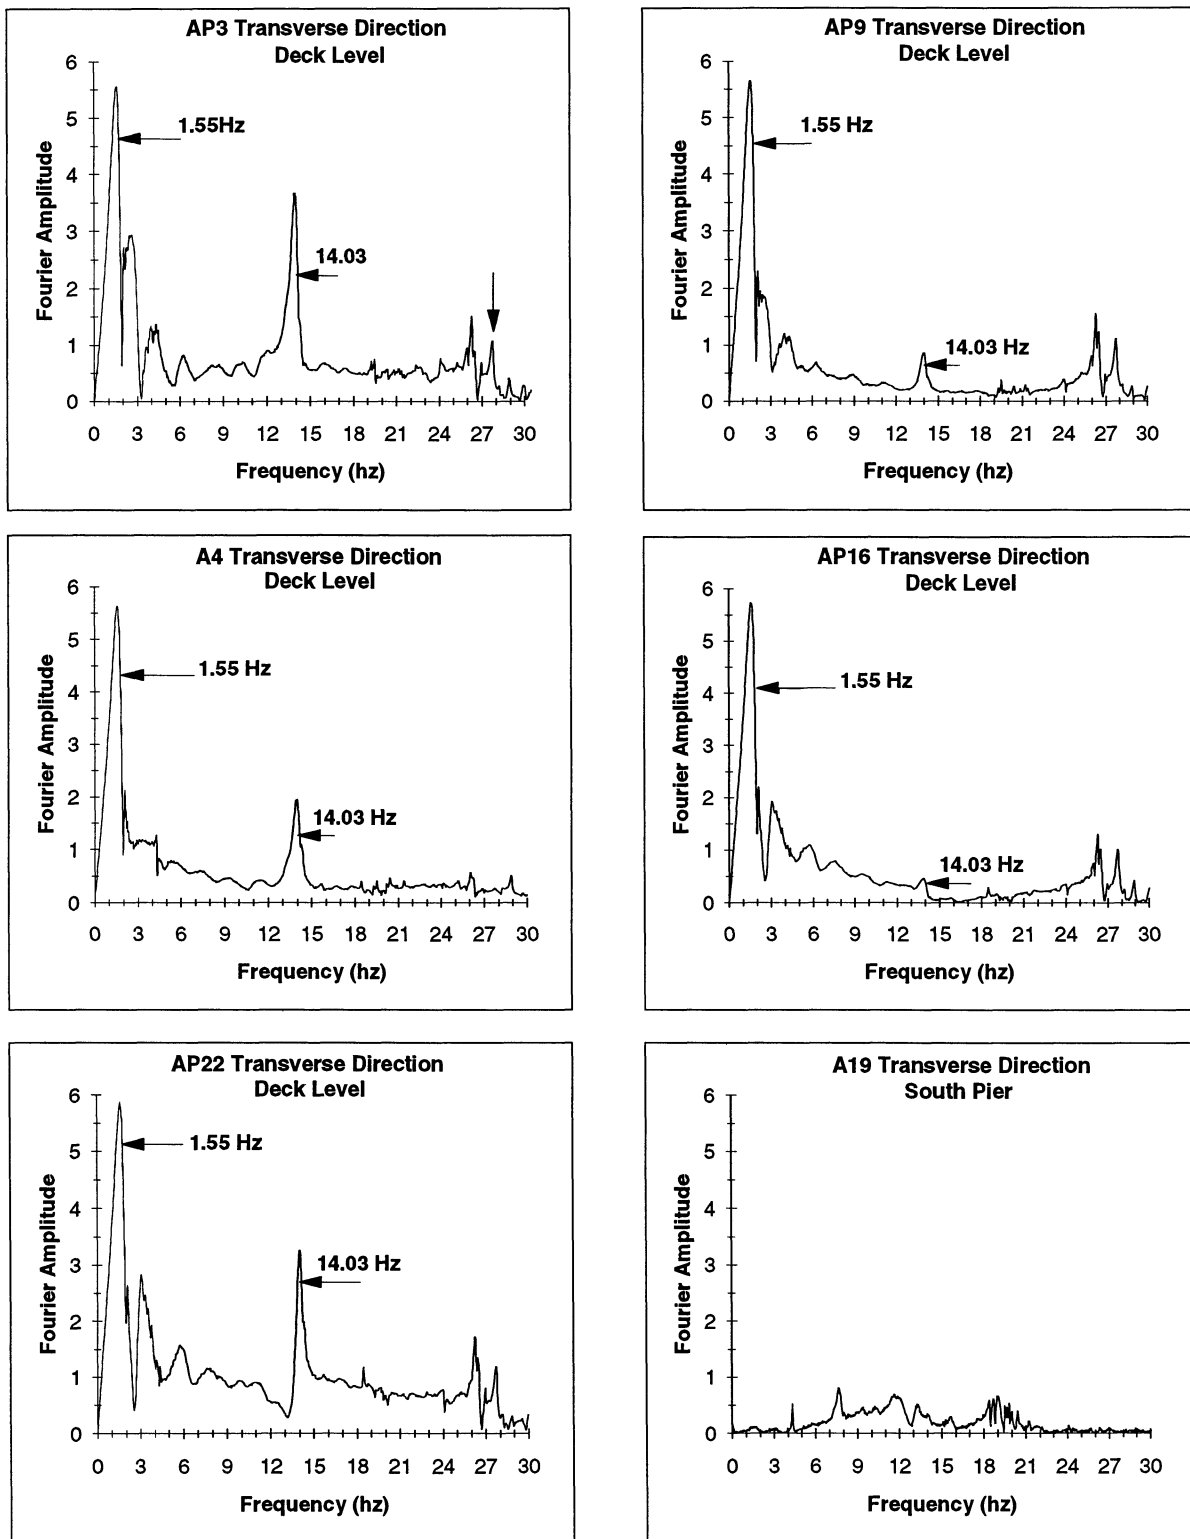 AP3 Transverse Direction
Deck Level
6
5
4
3
2
1
0
Fourier Amplitude
1.55Hz
14.03
0 3 6 9 12 15 18 21 24 27 30
Frequency (hz)
AP9 Transverse Direction
Deck Level
6
5
4
3
2
1
0
Fourier Amplitude
1.55 Hz
14.03 Hz
0 3 6 9 12 15 18 21 24 27 30
Frequency (hz)
A4 Transverse Direction
Deck Level
6
5
4
3
2
1
0
Fourier Amplitude
1.55 Hz
14.03 Hz
0 3 6 9 12 15 18 21 24 27 30
Frequency (hz)
AP16 Transverse Direction
Deck Level
6
5
4
3
2
1
0
Fourier Amplitude
1.55 Hz
14.03 Hz
0 3 6 9 12 15 18 21 24 27 30
Frequency (hz)
AP22 Transverse Direction
Deck Level
6
5
4
3
2
1
0
Fourier Amplitude
1.55 Hz
14.03 Hz
0 3 6 9 12 15 18 21 24 27 30
Frequency (hz)
A19 Transverse Direction
South Pier
6
5
4
3
2
1
0
Fourier Amplitude
0 3 6 9 12 15 18 21 24 27 30
Frequency (hz)